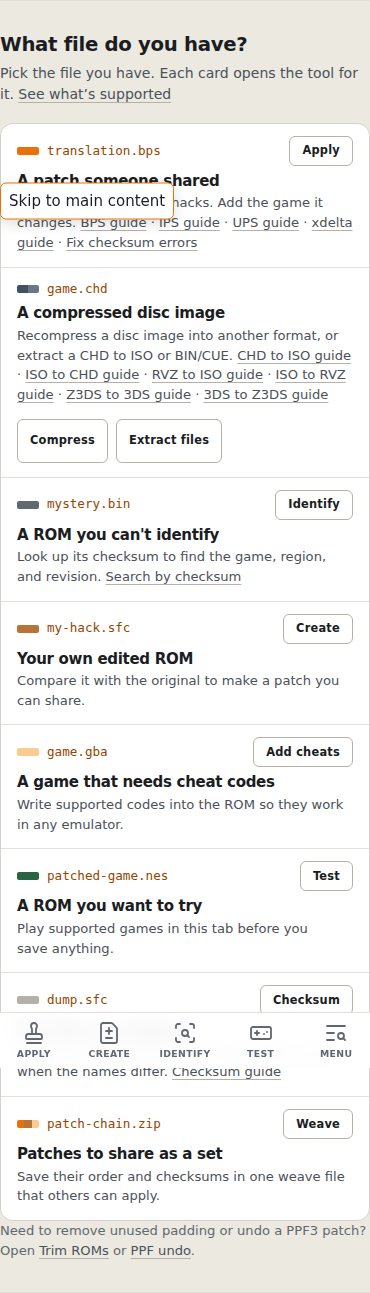 What file do you have?
Pick the file you have. Each card opens the tool for
it. See what's supported
translation.bps
Apply
A patch someone shared
Skip to main content
hacks. Add the game it
changes. BPS guide · IPS guide · UPS guide · xdelta
guide · Fix checksum errors
game.chd
A compressed disc image
Recompress a disc image into another format, or
extract a CHD to ISO or BIN/CUE. CHD to ISO guide
· ISO to CHD guide · RVZ to ISO guide · ISO to RVZ
guide · Z3DS to 3DS guide · 3DS to Z3DS guide
Compress
Extract files
mystery.bin
Identify
A ROM you can't identify
Look up its checksum to find the game, region,
and revision. Search by checksum
my-hack.sfc
Create
Your own edited ROM
Compare it with the original to make a patch you
can share.
game.gba
Add cheats
A game that needs cheat codes
Write supported codes into the ROM so they work
in any emulator.
patched-game.nes
Test
A ROM you want to try
Play supported games in this tab before you
save anything.
dump.sfc
Checksum
APPLY
CREATE
IDENTIFY
TEST
MENU
when the names differ. Checksum guide
patch-chain.zip
Weave
Patches to share as a set
Save their order and checksums in one weave file
that others can apply.
Need to remove unused padding or undo a PPF3 patch?
Open Trim ROMs or PPF undo.